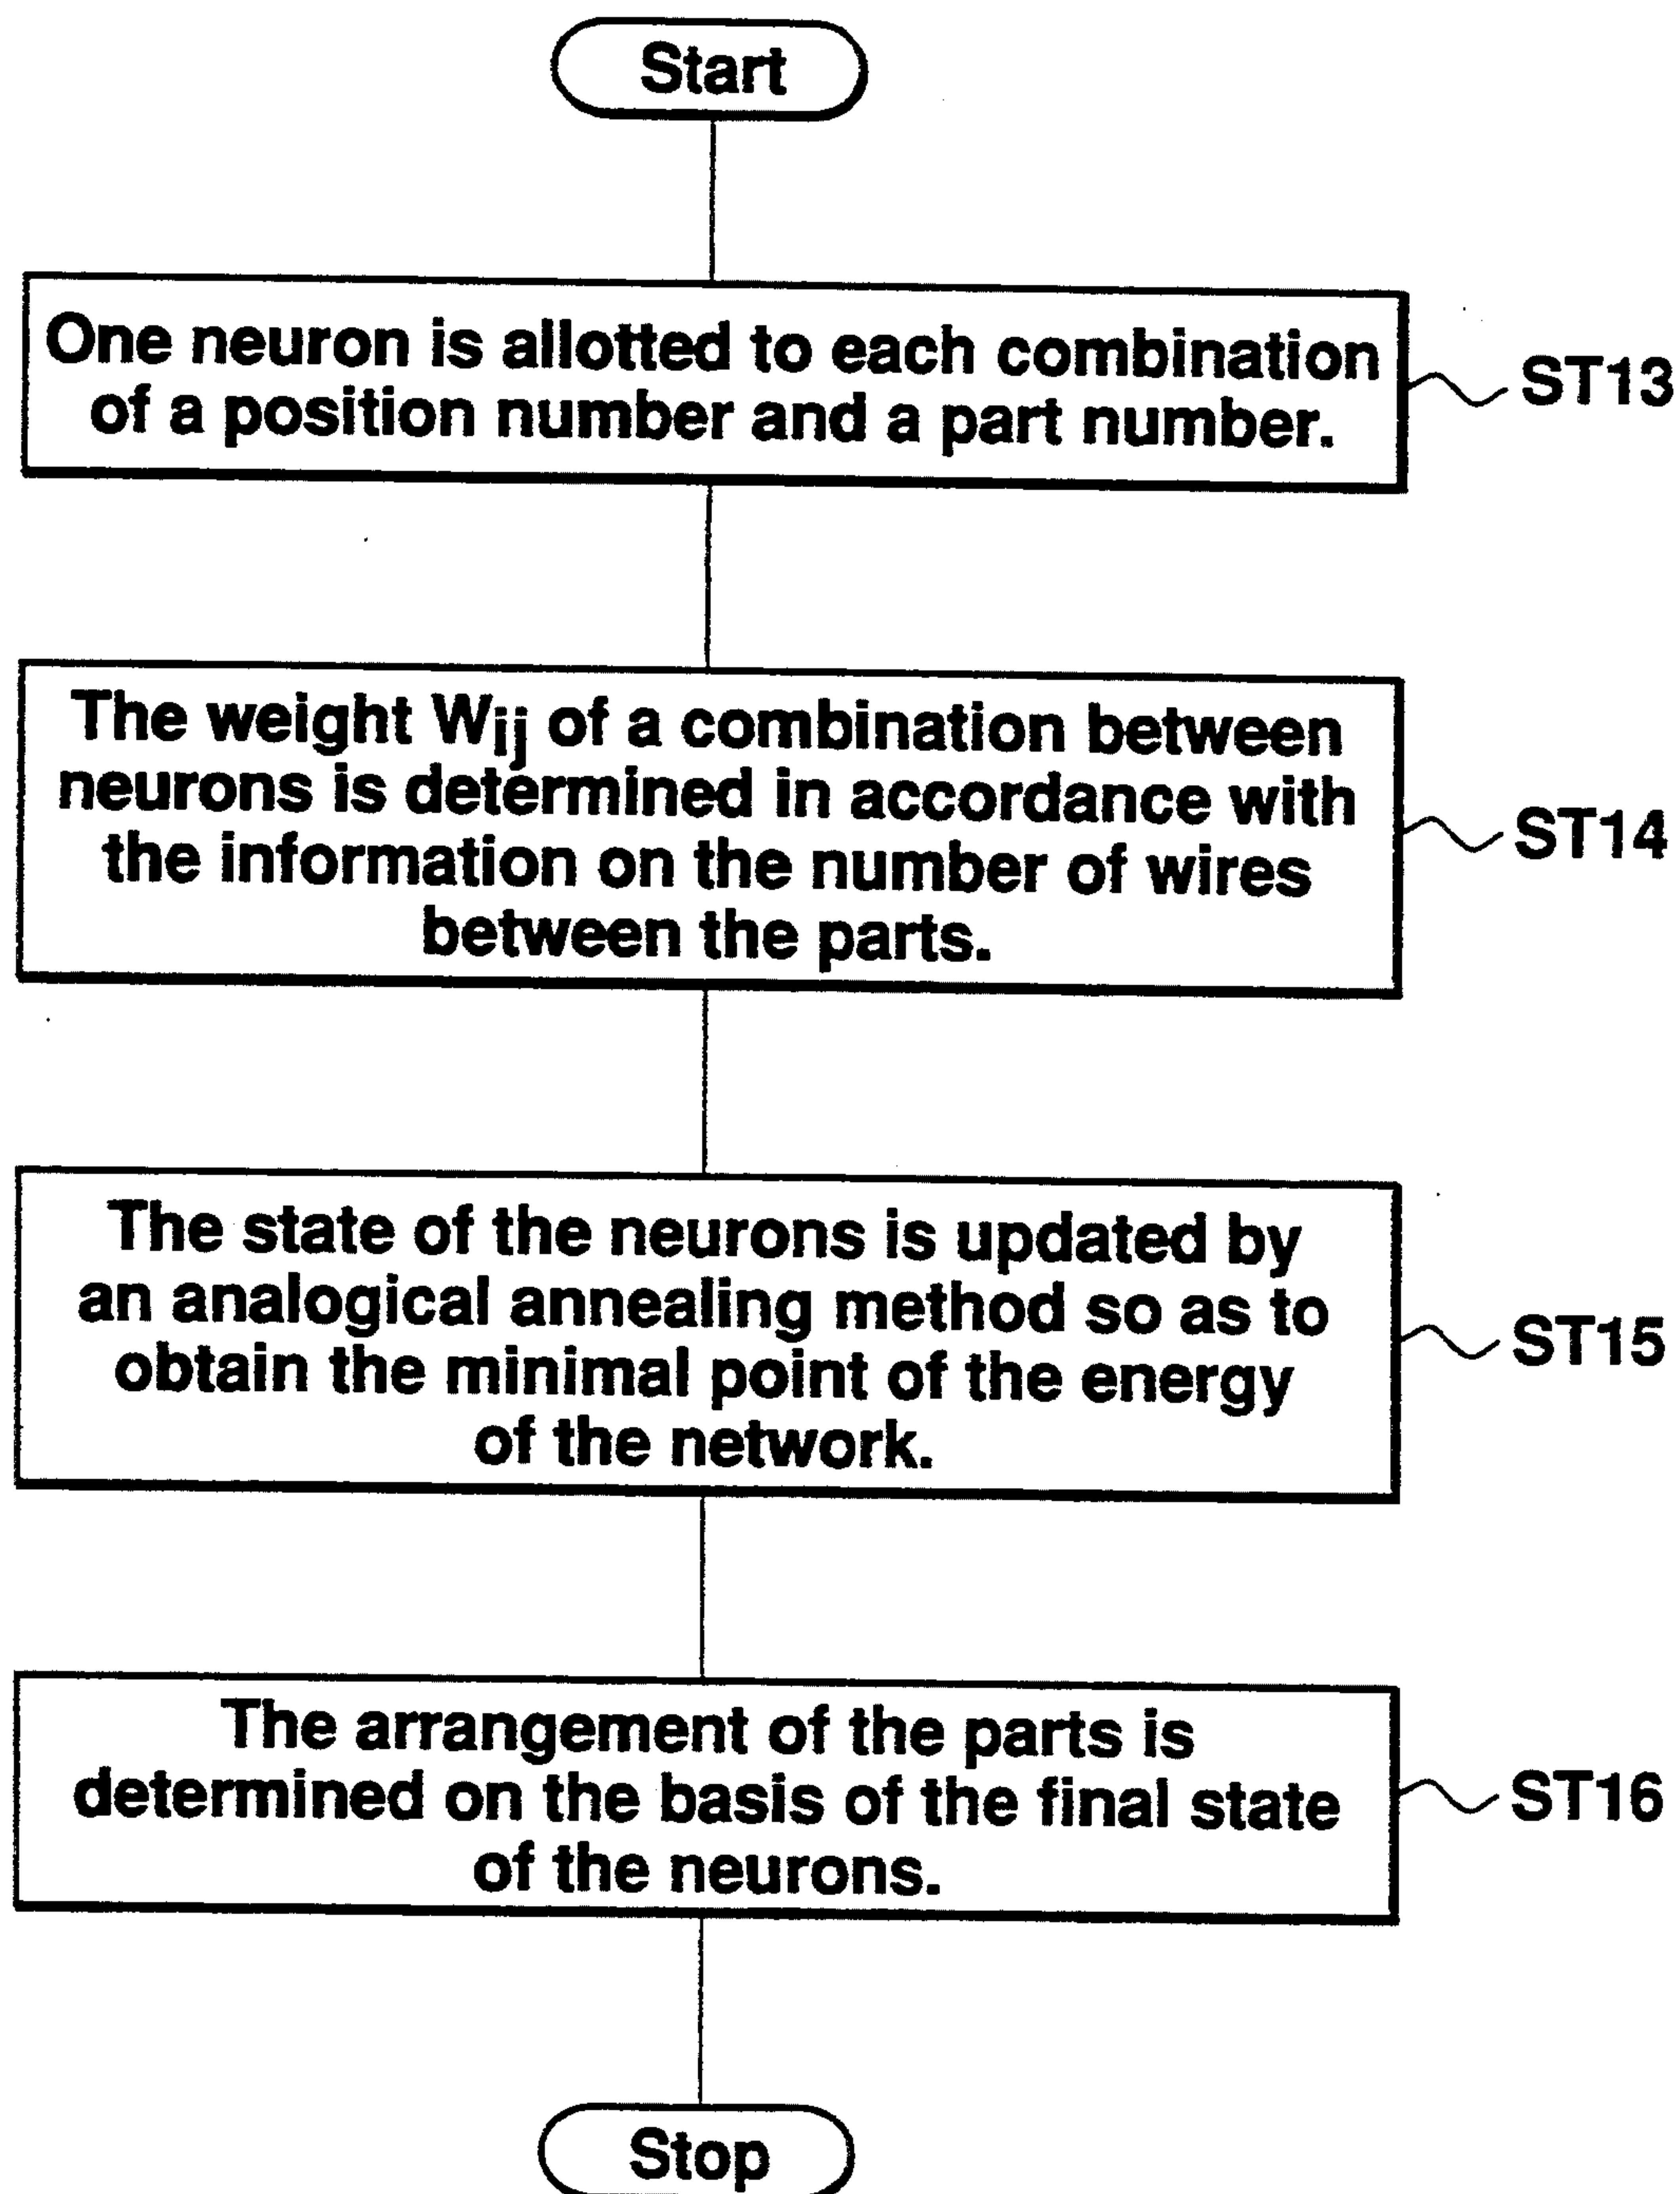 Start
One neuron is allotted to each combination
of a position number and a part number.
ST13
The weight Wij of a combination between
neurons is determined in accordance with
the information on the number of wires
between the parts.
ST14
The state of the neurons is updated by
an analogical annealing method so as to
obtain the minimal point of the energy
of the network.
ST15
The arrangement of the parts is
determined on the basis of the final state
of the neurons.
ST16
Stop